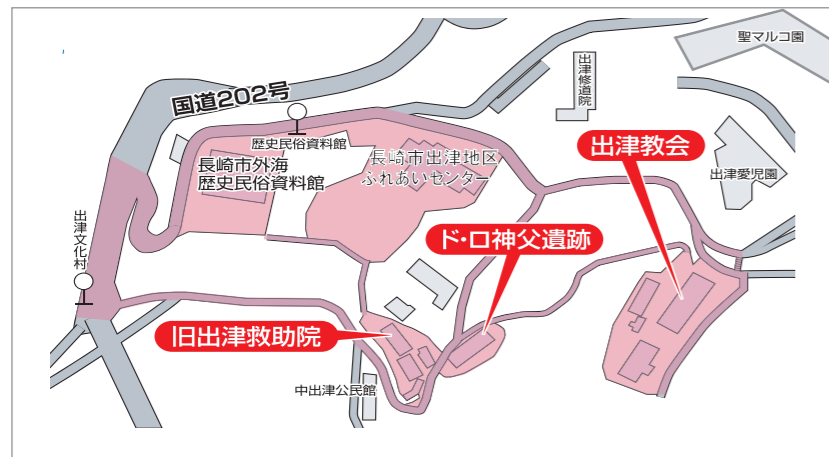 聖マルコ園
出津修道院
国道202号
歴史民俗資料館
出津教会
長崎市外海
歴史民俗資料館
長崎市出津地区
ふれあいセンター
出津愛児園
出津文化村
ド・ロ神父遺跡
旧出津救助院
中出津公民館